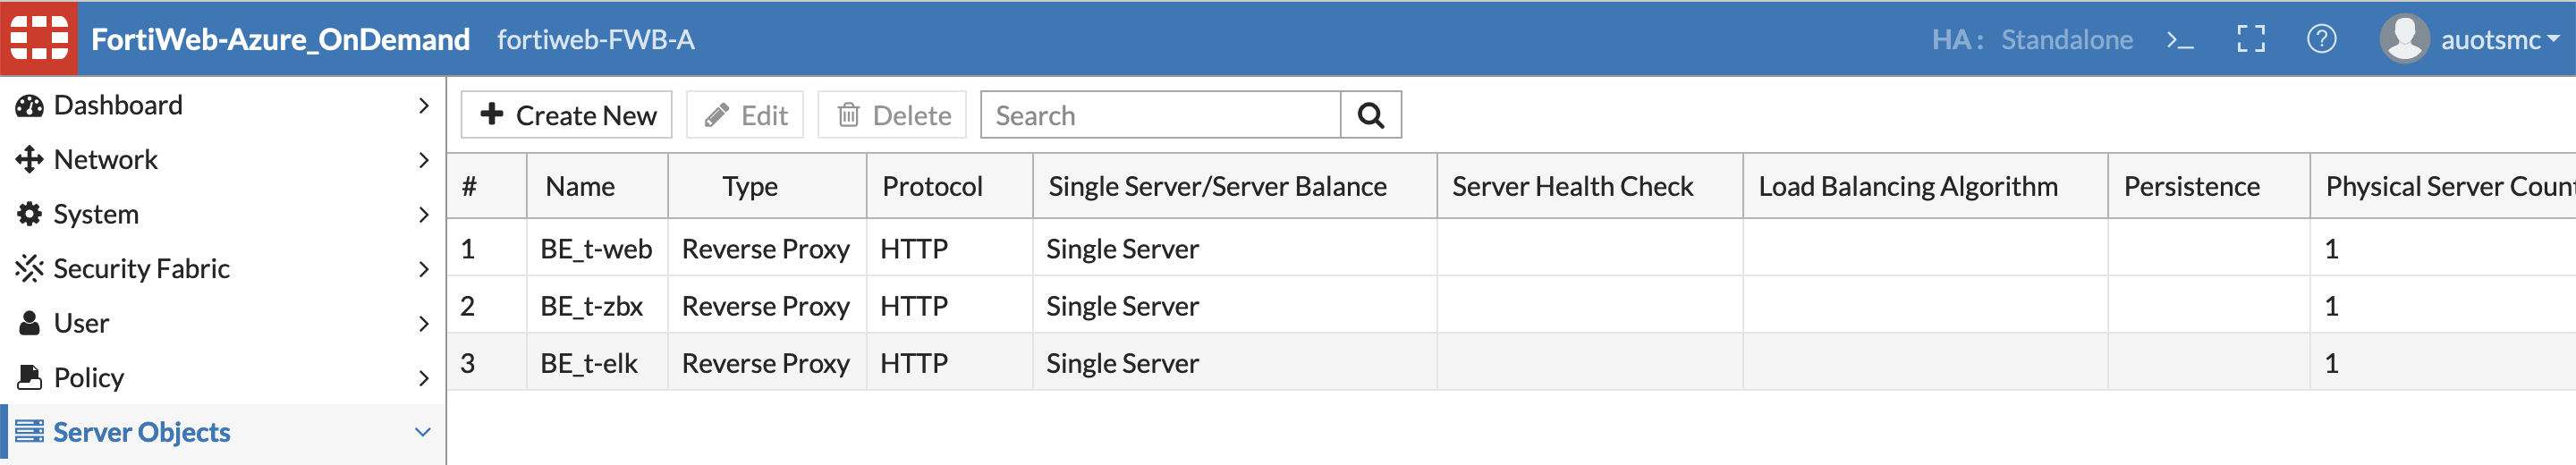 FortiWeb-Azure_OnDemand fortiweb-FWB-A HA: Standalone >_ ? auotsmc
Dashboard
Network
System
Security Fabric
User
Policy
Server Objects
+ Create New Edit Delete Search
# Name Type Protocol Single Server/Server Balance Server Health Check Load Balancing Algorithm Persistence Physical Server Count
1 BE_t-web Reverse Proxy HTTP Single Server 1
2 BE_t-zbx Reverse Proxy HTTP Single Server 1
3 BE_t-elk Reverse Proxy HTTP Single Server 1